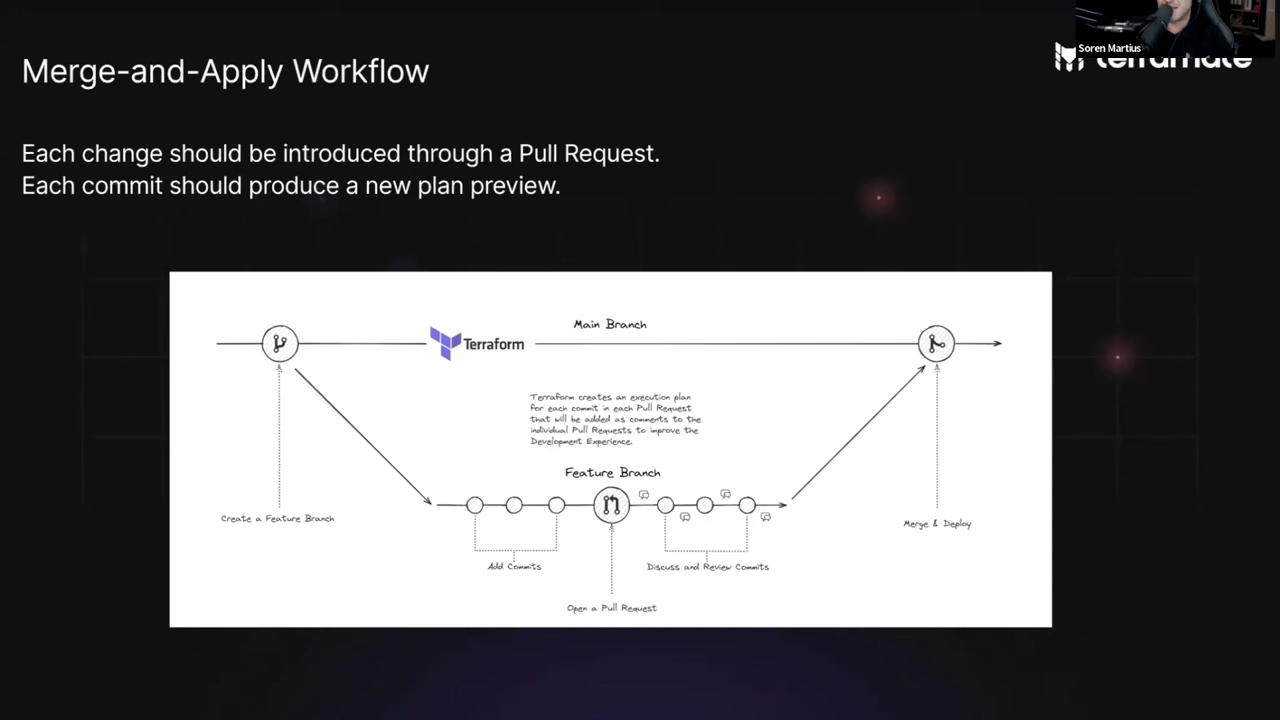 Soren Martius
terramate
Merge-and-Apply Workflow
Each change should be introduced through a Pull Request.
Each commit should produce a new plan preview.
Main Branch
Terraform
Terraform creates an execution plan
for each commit in each Pull Request
that will be added as comments to the
individual Pull Requests to improve the
Development Experience.
Feature Branch
Create a Feature Branch
Merge & Deploy
Add Commits
Discuss and Review Commits
Open a Pull Request